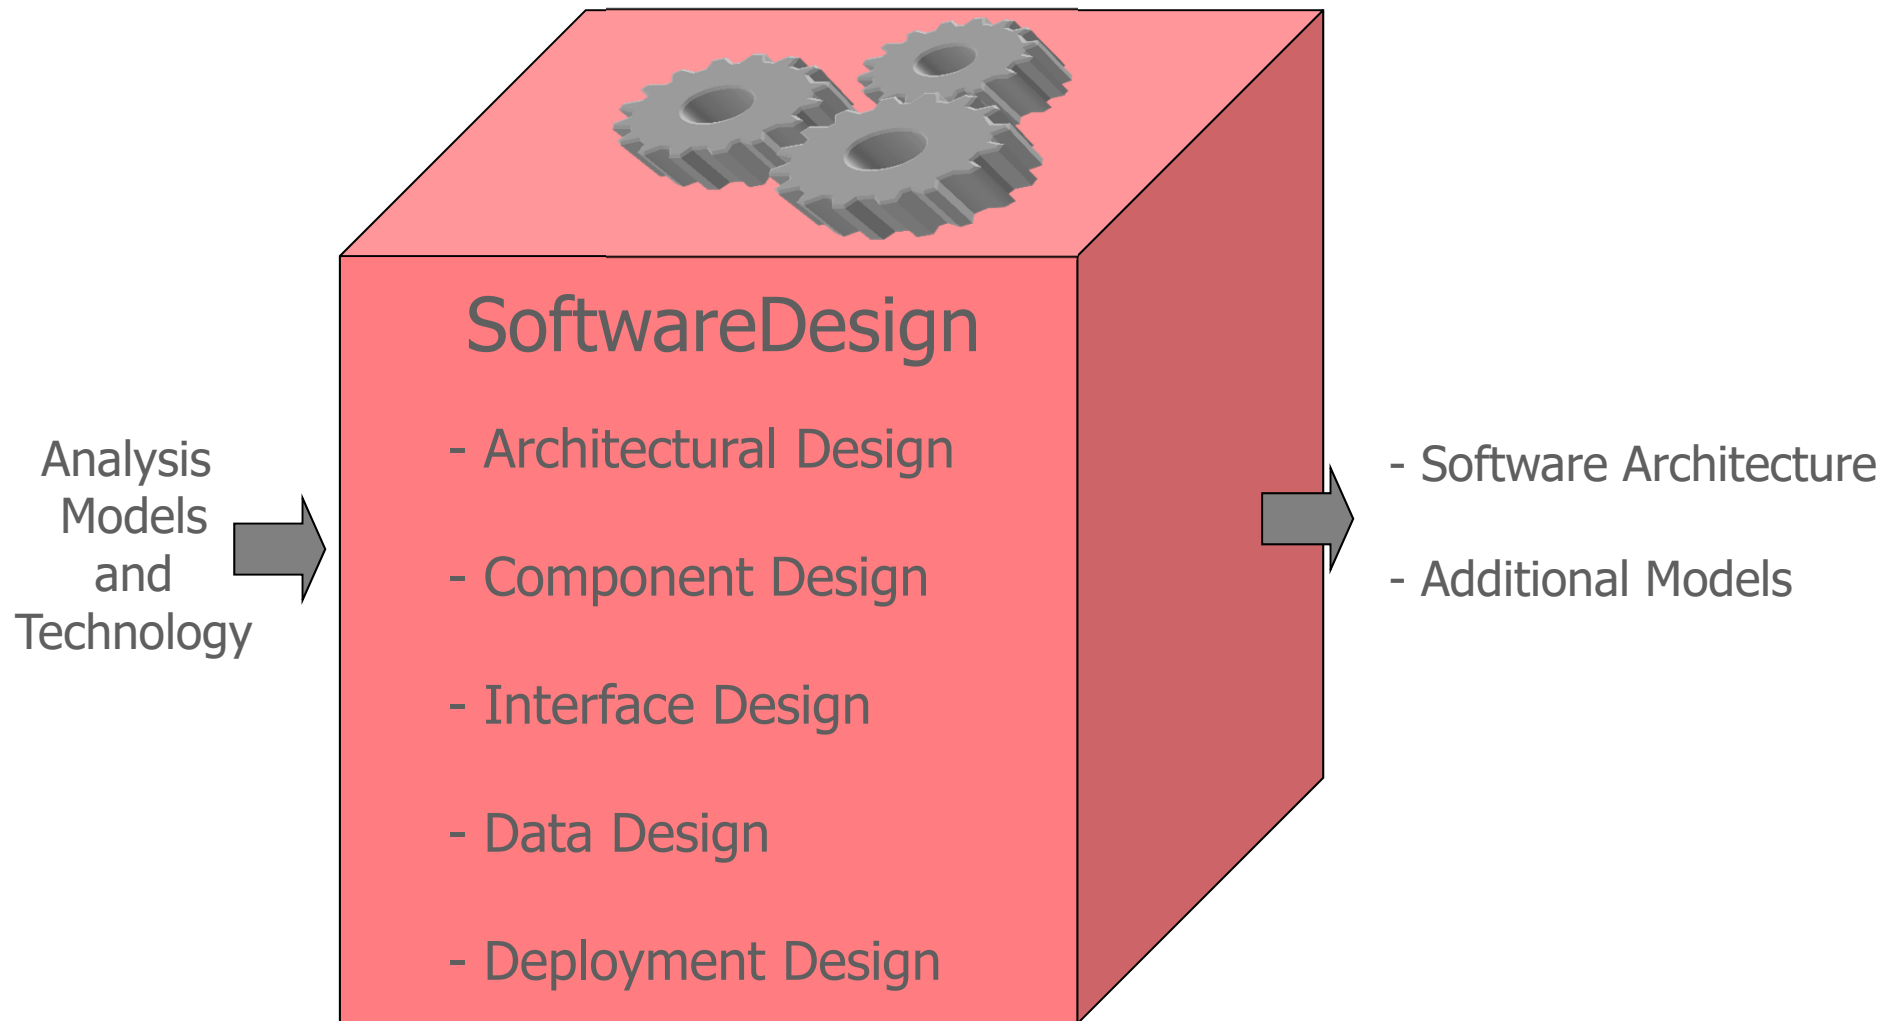 Analysis
Models
and
Technology
SoftwareDesign
- Architectural Design
- Component Design
- Interface Design
- Data Design
- Deployment Design
- Software Architecture
- Additional Models